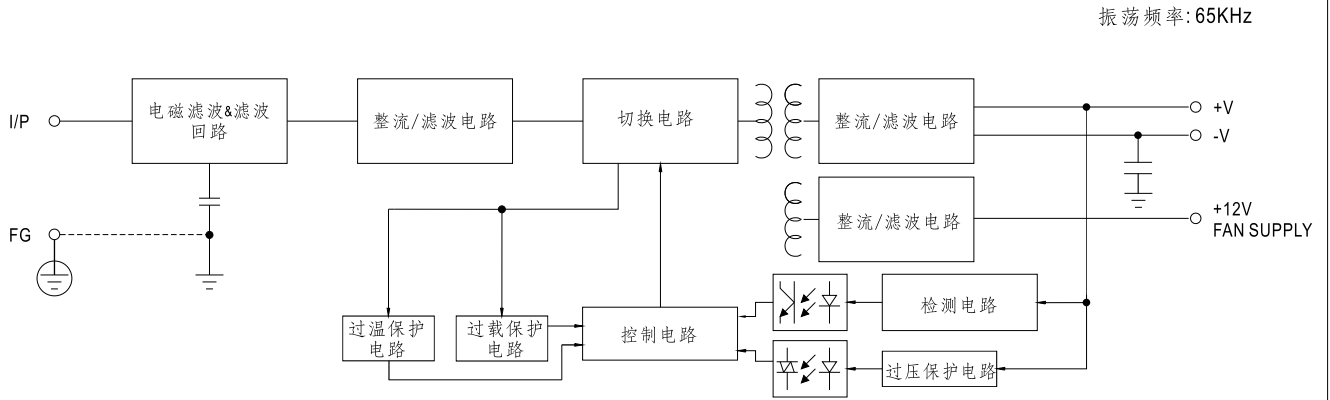 振荡频率: 65KHz
I/P
电磁滤波&滤波
回路
整流/滤波电路
切换电路
整流/滤波电路
+V
-V
FG
整流/滤波电路
+12V
FAN SUPPLY
过温保护
电路
过载保护
电路
控制电路
检测电路
过压保护电路